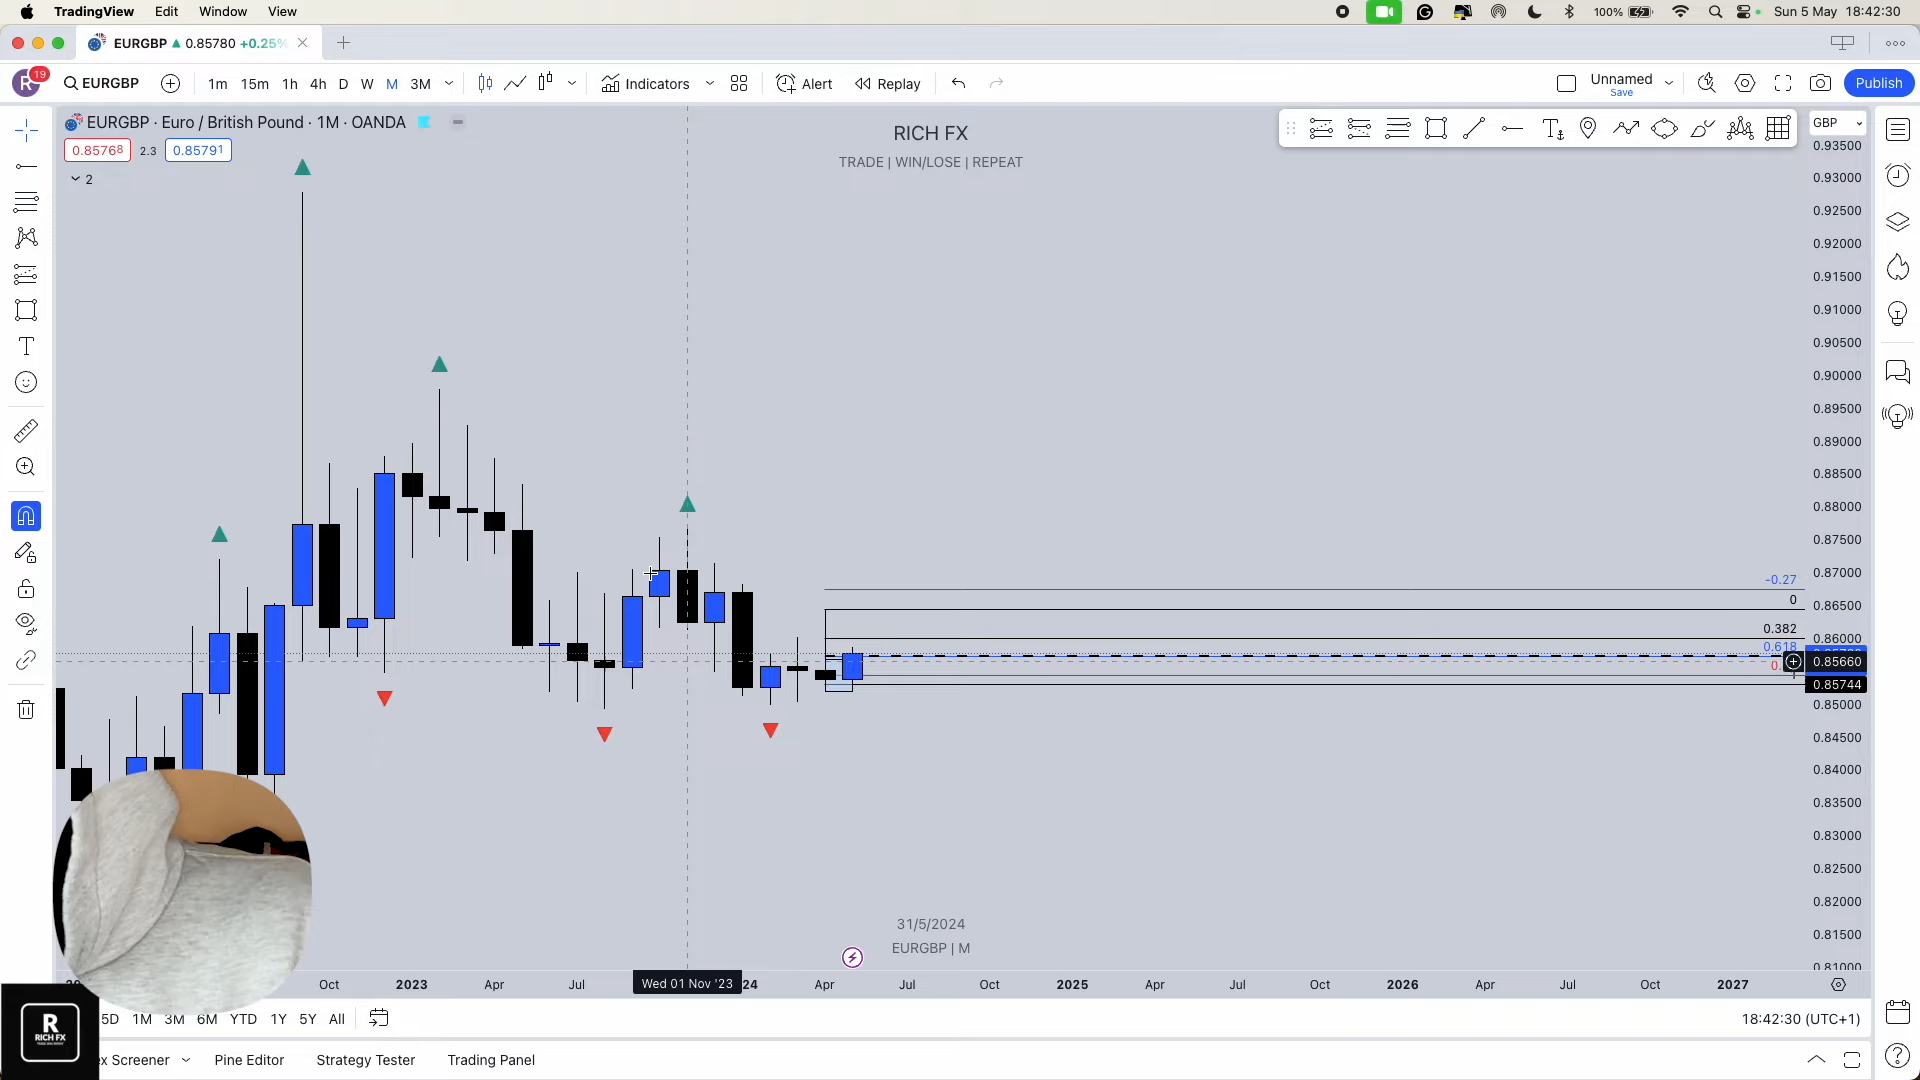 TradingView Edit Window View
100% Sun 5 May 18:42:30
EURGBP ▲ 0.85780 +0.25%
R 19 EURGBP 1m 15m 1h 4h D W M 3M Indicators Alert Replay Unnamed Save Publish
EURGBP · Euro / British Pound · 1M · OANDA
0.85768 2.3 0.85791
2
RICH FX
TRADE | WIN/LOSE | REPEAT
GBP
0.93500
0.93000
0.92500
0.92000
0.91500
0.91000
0.90500
0.90000
0.89500
0.89000
0.88500
0.88000
0.87500
0.87000
0.86500
0.86000
0.85660
0.85744
0.85000
0.84500
0.84000
0.83500
0.83000
0.82500
0.82000
0.81500
0.81000
-0.27
0
0.382
0.618
31/5/2024
EURGBP | M
Oct 2023 Apr Jul Wed 01 Nov '23 24 Apr Jul Oct 2025 Apr Jul Oct 2026 Apr Jul Oct 2027
5D 1M 3M 6M YTD 1Y 5Y All
18:42:30 (UTC+1)
R
RICH FX
x Screener Pine Editor Strategy Tester Trading Panel